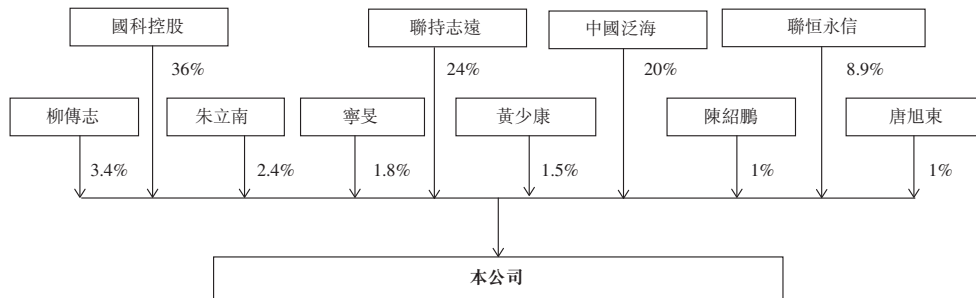 國科控股
聯持志遠
中國泛海
聯恒永信
36%
24%
20%
8.9%
柳傳志
朱立南
寧旻
黃少康
陳紹鵬
唐旭東
3.4%
2.4%
1.8%
1.5%
1%
1%
本公司